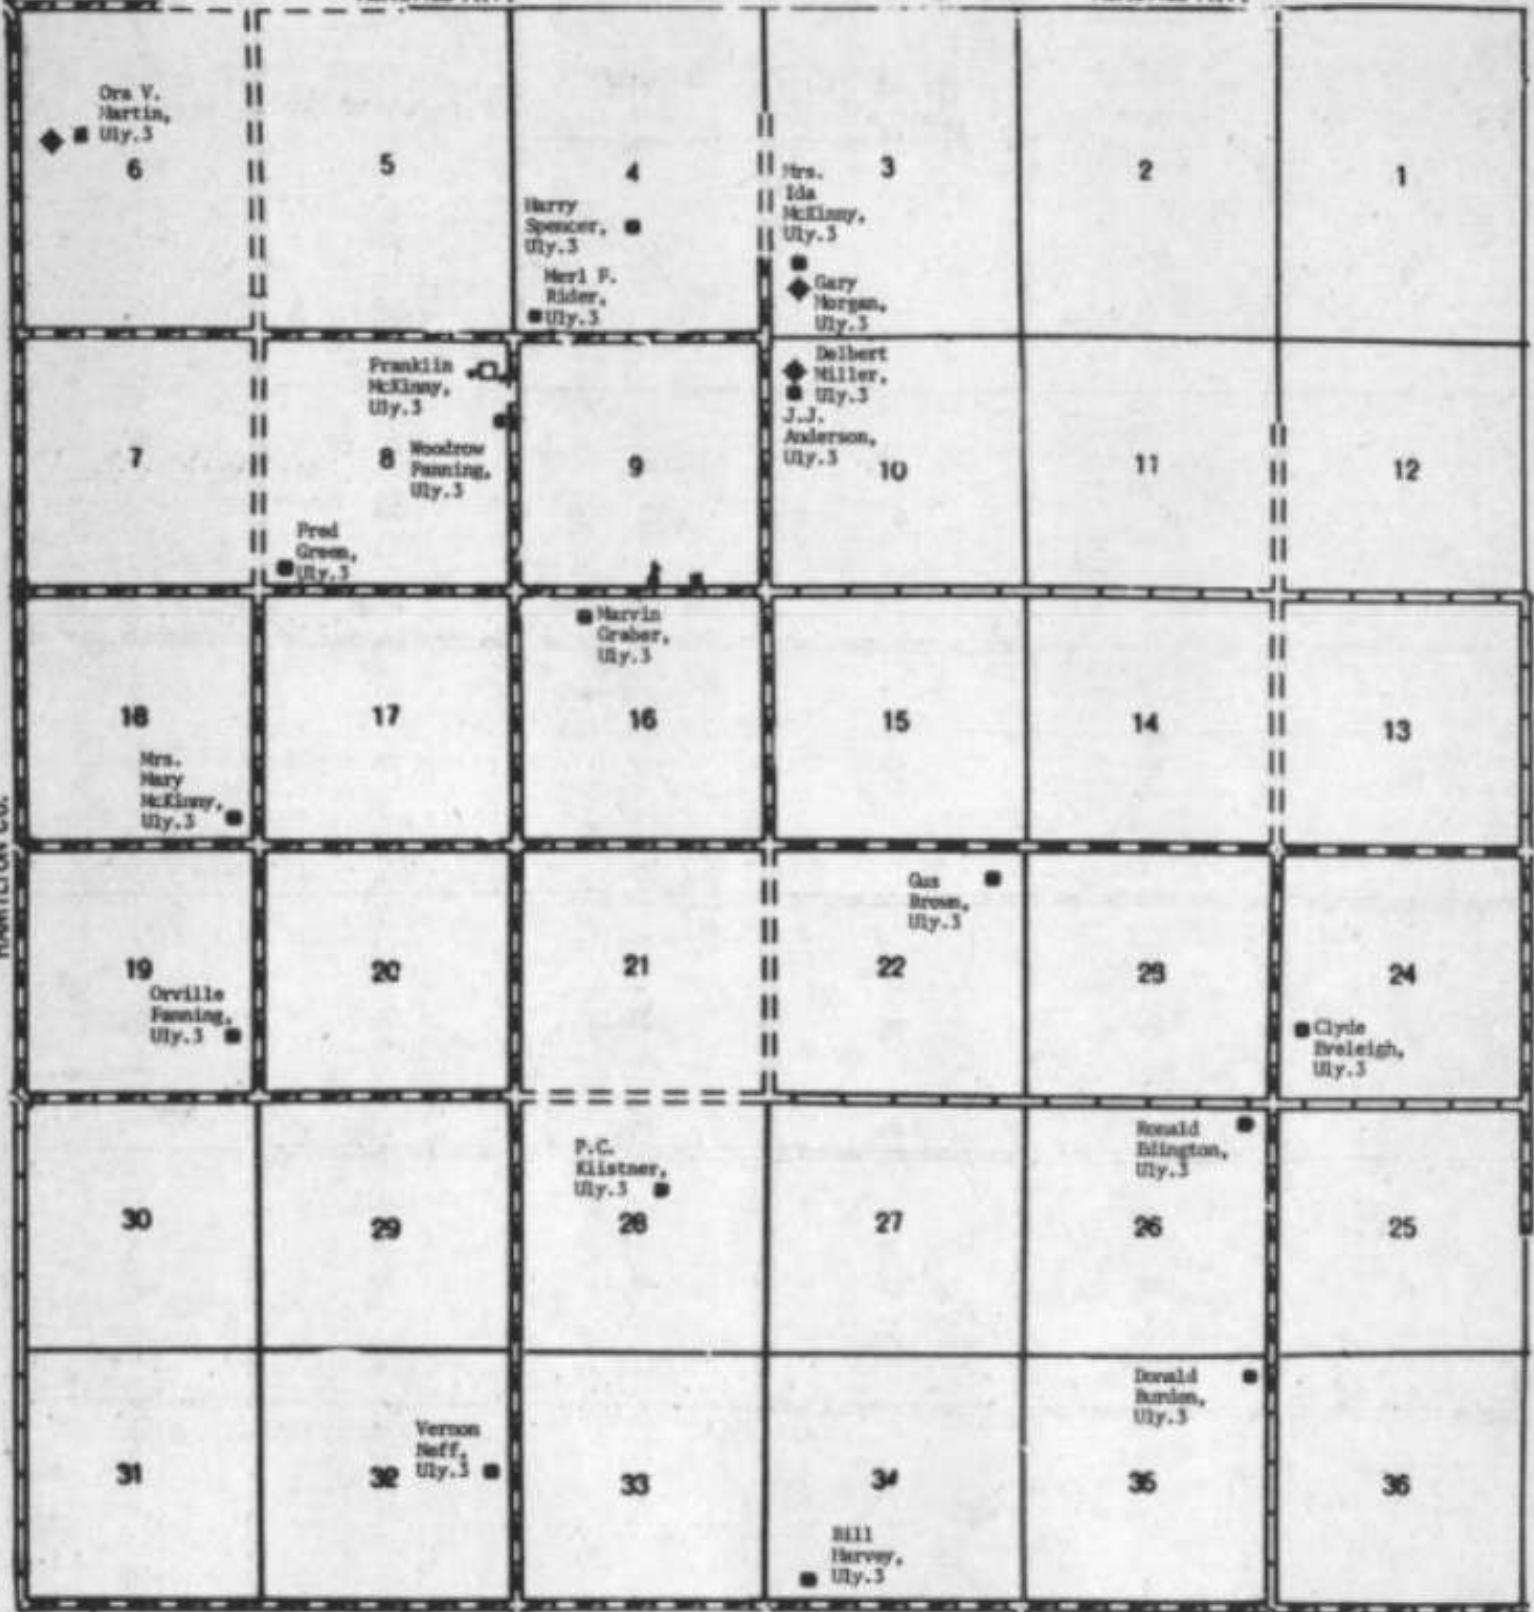 Ora V.
Martin,
Uly.3
6
5
4
Harry
Spencer,
Uly.3
Merl F.
Rider,
Uly.3
Mrs.
Ida
McKinny,
Uly.3
3
Gary
Morgan,
Uly.3
2
1
7
Franklin
McKinny,
Uly.3
8
Woodrow
Fanning,
Uly.3
Fred
Green,
Uly.3
9
Delbert
Miller,
Uly.3
J.J.
Anderson,
Uly.3
10
11
12
18
Mrs.
Mary
McKinny,
Uly.3
17
Marvin
Graber,
Uly.3
16
15
14
13
HAMILTON CO.
19
Orville
Fanning,
Uly.3
20
21
Gus
Brown,
Uly.3
22
23
24
Clyde
Eveleigh,
Uly.3
30
29
P.C.
Klistner,
Uly.3
28
27
Ronald
Edington,
Uly.3
26
25
31
Vernon
Neff,
Uly.3
32
33
34
Bill
Harvey,
Uly.3
Donald
Burden,
Uly.3
35
36